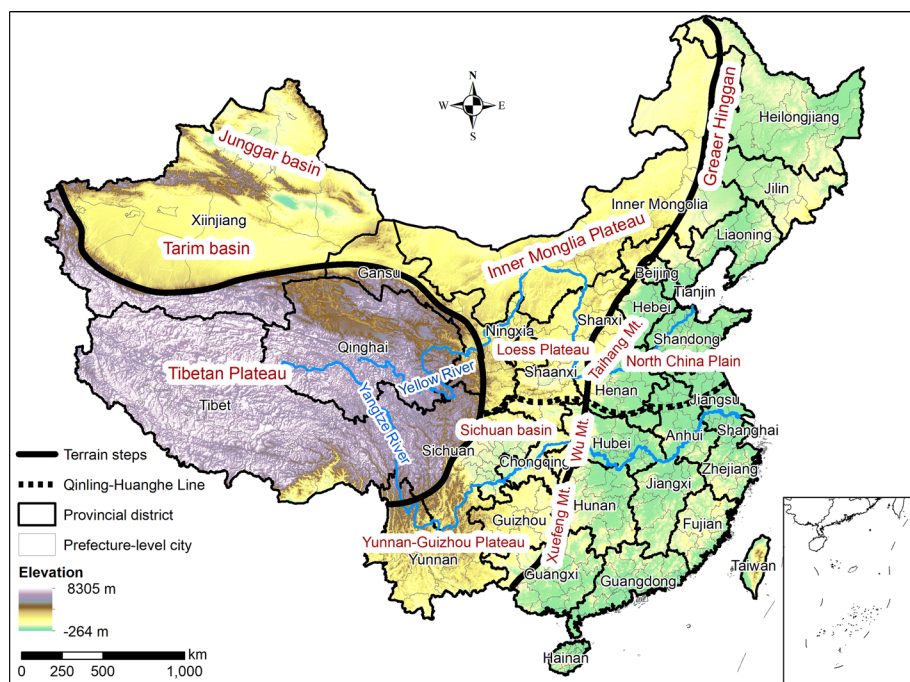 N
W E
S
Greaer Hinggan
Heilongjiang
Junggar basin
Jilin
Inner Mongolia
Xiinjiang
Liaoning
Tarim basin
Inner Monglia Plateau
Gansu
Beijing
Tianjin
Hebei
Ningxia
Shanxi
Taihang Mt.
Shandong
Qinghai
Loess Plateau
North China Plain
Tibetan Plateau
Yellow River
Shaanxi
Henan
Tibet
Yangtze River
Jiangsu
Sichuan basin
Shanghai
Sichuan
Wu Mt.
Hubei
Anhui
Chongqing
Zhejiang
Jiangxi
Hunan
Guizhou
Xuefeng Mt.
Fujian
Yunnan-Guizhou Plateau
Yunnan
Guangxi
Guangdong
Taiwan
Hainan
Terrain steps
Qinling-Huanghe Line
Provincial district
Prefecture-level city
Elevation
8305 m
-264 m
km
0 250 500 1,000